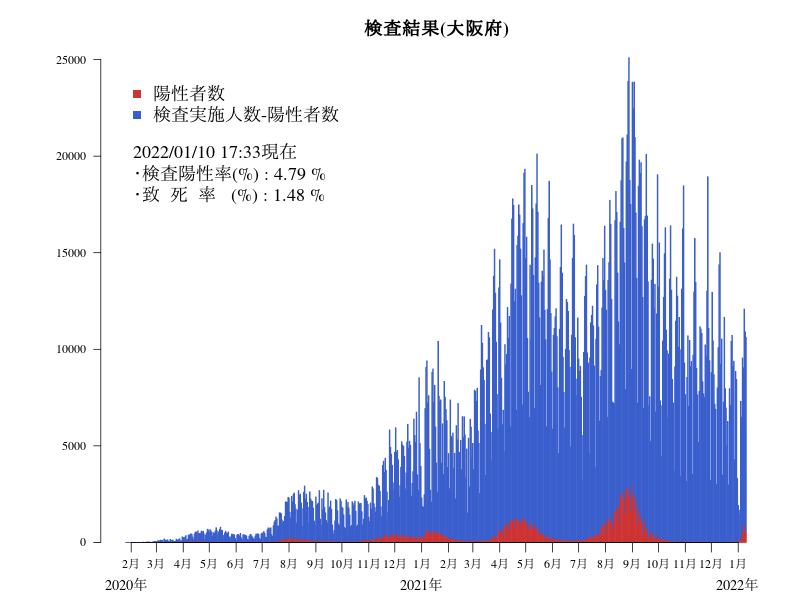 検査結果(大阪府)
25000
20000
15000
10000
5000
0
陽性者数
検査実施人数-陽性者数
2022/01/10 17:33現在
・検査陽性率(%) : 4.79 %
・致 死 率 (%) : 1.48 %
2月 3月 4月 5月 6月 7月 8月 9月 10月 11月 12月 1月 2月 3月 4月 5月 6月 7月 8月 9月 10月 11月 12月 1月
2020年 2021年 2022年